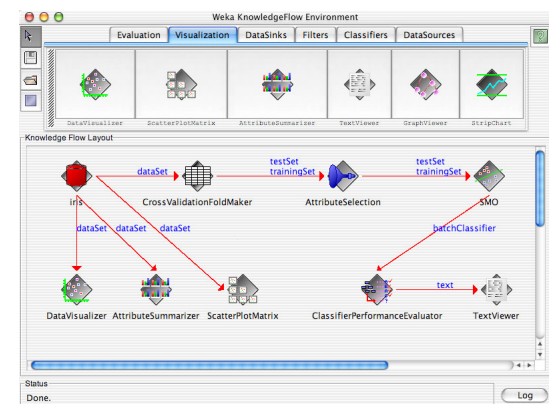 Weka KnowledgeFlow Environment
Evaluation Visualization DataSinks Filters Classifiers DataSources
DataVisualizer ScatterPlotMatrix AttributeSummarizer TextViewer GraphViewer StripChart
Knowledge Flow Layout
testSet testSet
dataSet trainingSet trainingSet
iris CrossValidationFoldMaker AttributeSelection SMO
dataSet dataSet dataSet batchClassifier
text
DataVisualizer AttributeSummarizer ScatterPlotMatrix ClassifierPerformanceEvaluator TextViewer
Status
Done. Log